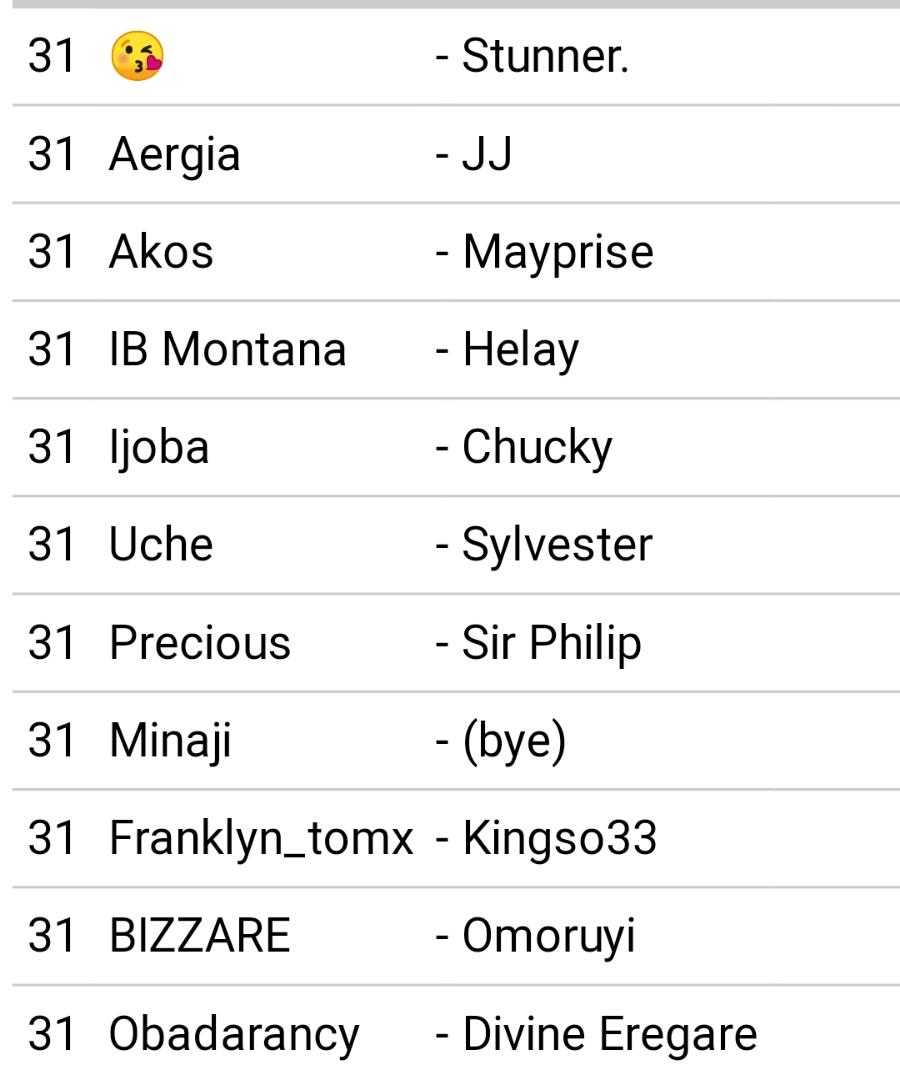 31 😘 - Stunner.
31 Aergia - JJ
31 Akos - Mayprise
31 IB Montana - Helay
31 Ijoba - Chucky
31 Uche - Sylvester
31 Precious - Sir Philip
31 Minaji - (bye)
31 Franklyn_tomx - Kingso33
31 BIZZARE - Omoruyi
31 Obadarancy - Divine Eregare